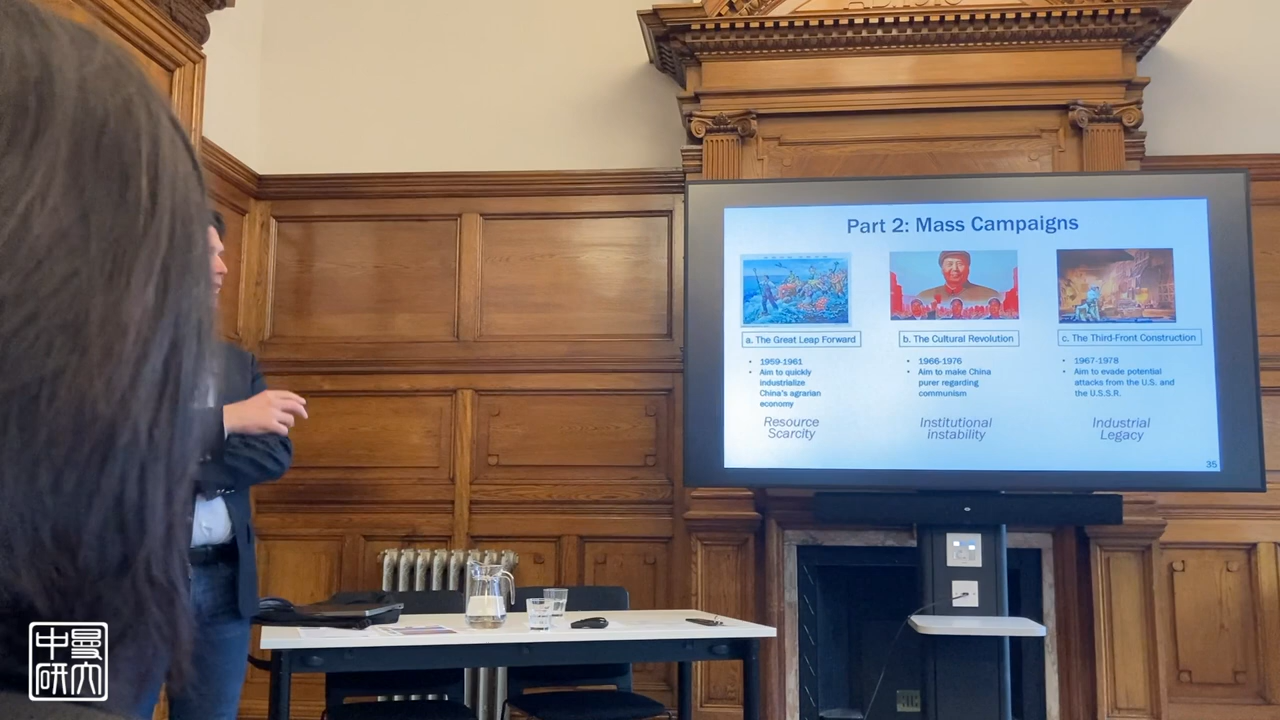 Part 2: Mass Campaigns
a. The Great Leap Forward
b. The Cultural Revolution
c. The Third-Front Construction
• 1959-1961
• Aim to quickly
industrialize
China's agrarian
economy
• 1966-1976
• Aim to make China
purer regarding
communism
• 1967-1978
• Aim to evade potential
attacks from the U.S. and
the U.S.S.R.
Resource
Scarcity
Institutional
instability
Industrial
Legacy
35
中曼
研大